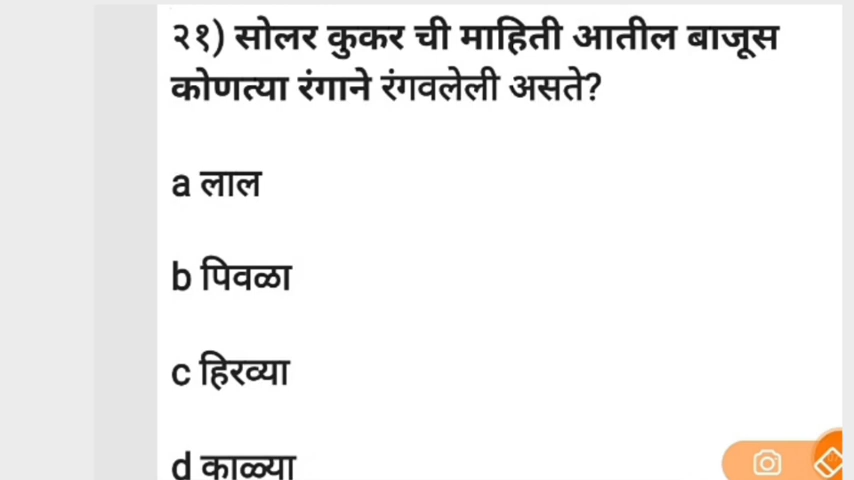 २१) सोलर कुकर ची माहिती आतील बाजूस
कोणत्या रंगाने रंगवलेली असते?
a लाल
b पिवळा
c हिरव्या
d काळ्या